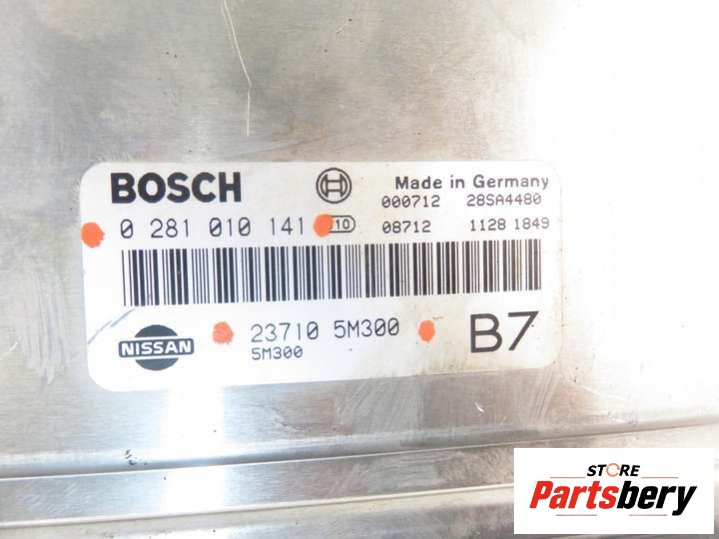 BOSCH
Made in Germany
000712 28SA4480
0 281 010 141
10
08712 1128 1849
NISSAN
23710 5M300
5M300
B7
STORE
Partsbery